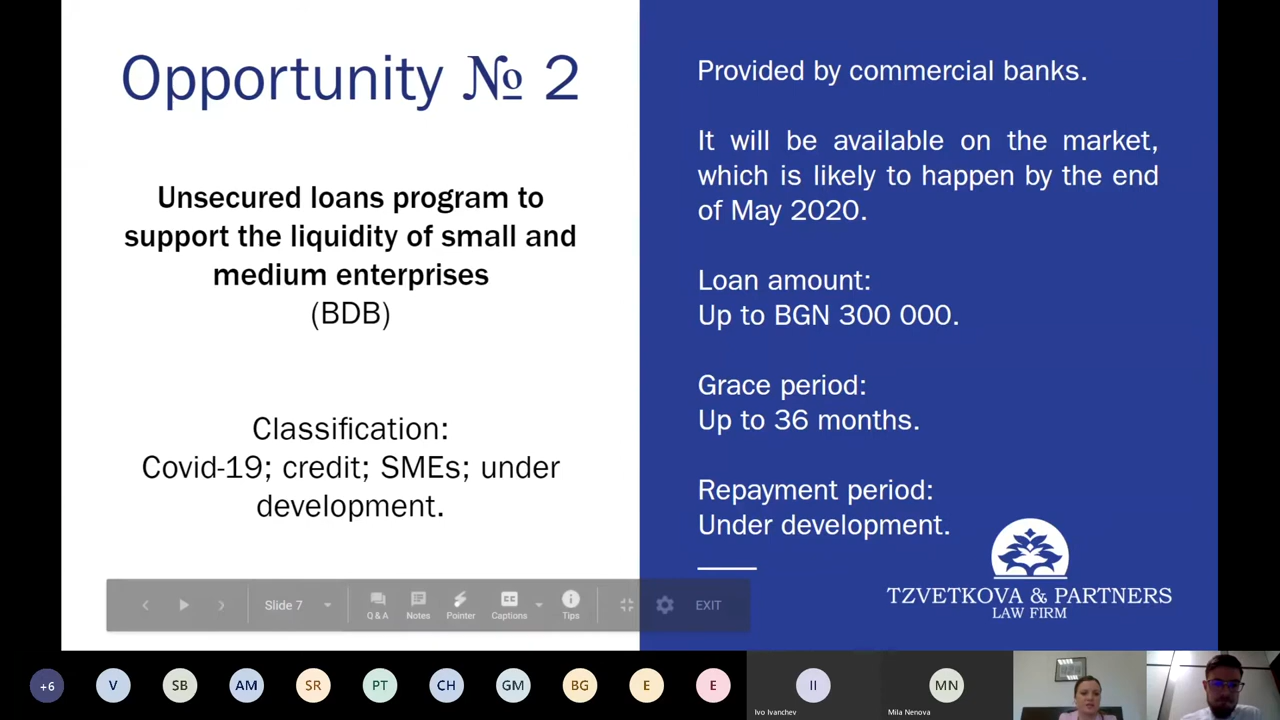 Opportunity № 2
Unsecured loans program to
support the liquidity of small and
medium enterprises
(BDB)
Classification:
Covid-19; credit; SMEs; under
development.
Provided by commercial banks.
It will be available on the market,
which is likely to happen by the end
of May 2020.
Loan amount:
Up to BGN 300 000.
Grace period:
Up to 36 months.
Repayment period:
Under development.
TZVETKOVA & PARTNERS
LAW FIRM
Slide 7
Q & A
Notes
Pointer
Captions
Tips
EXIT
+6
V
SB
AM
SR
PT
CH
GM
BG
E
E
II
Ivo Ivanchev
MN
Mila Nenova